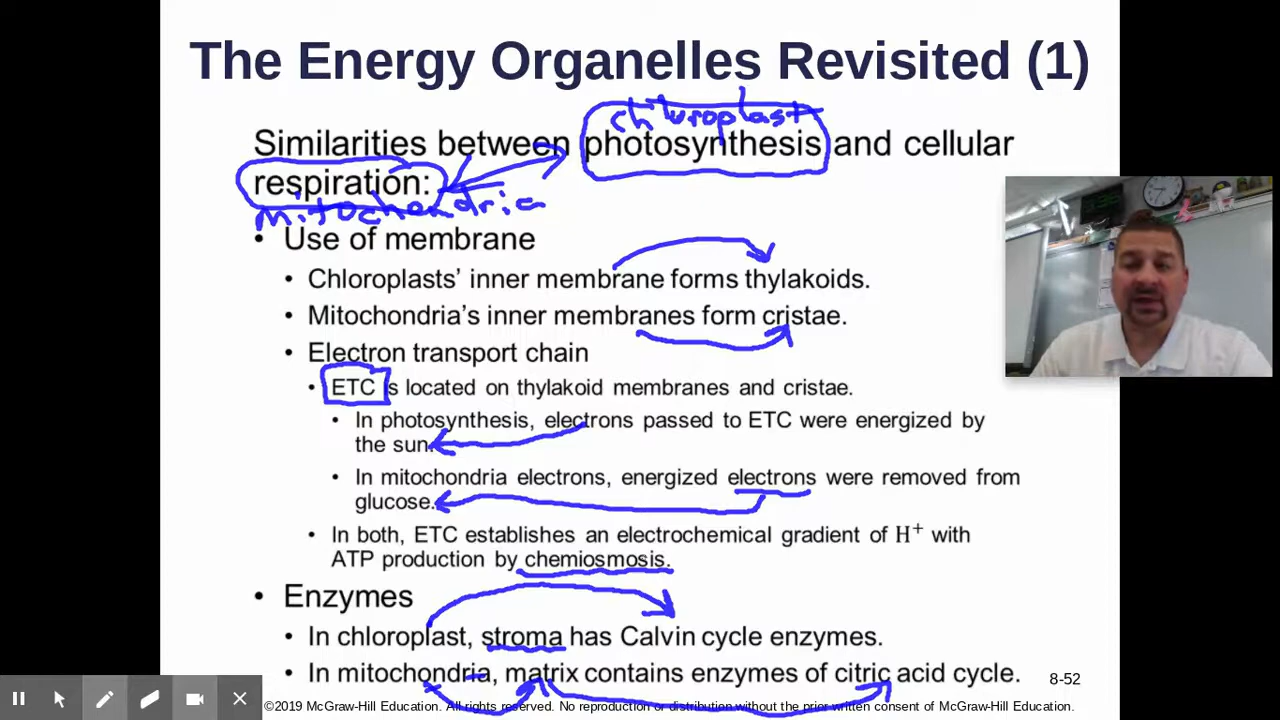 The Energy Organelles Revisited (1)
chluroplast
Similarities between photosynthesis and cellular
respiration:
mitochondria
• Use of membrane
• Chloroplasts’ inner membrane forms thylakoids.
• Mitochondria’s inner membranes form cristae.
• Electron transport chain
• ETC is located on thylakoid membranes and cristae.
• In photosynthesis, electrons passed to ETC were energized by
the sun.
• In mitochondria electrons, energized electrons were removed from
glucose.
• In both, ETC establishes an electrochemical gradient of H⁺ with
ATP production by chemiosmosis.
• Enzymes
• In chloroplast, stroma has Calvin cycle enzymes.
• In mitochondria, matrix contains enzymes of citric acid cycle.
8-52
©2019 McGraw-Hill Education. All rights reserved. No reproduction or distribution without the prior written consent of McGraw-Hill Education.